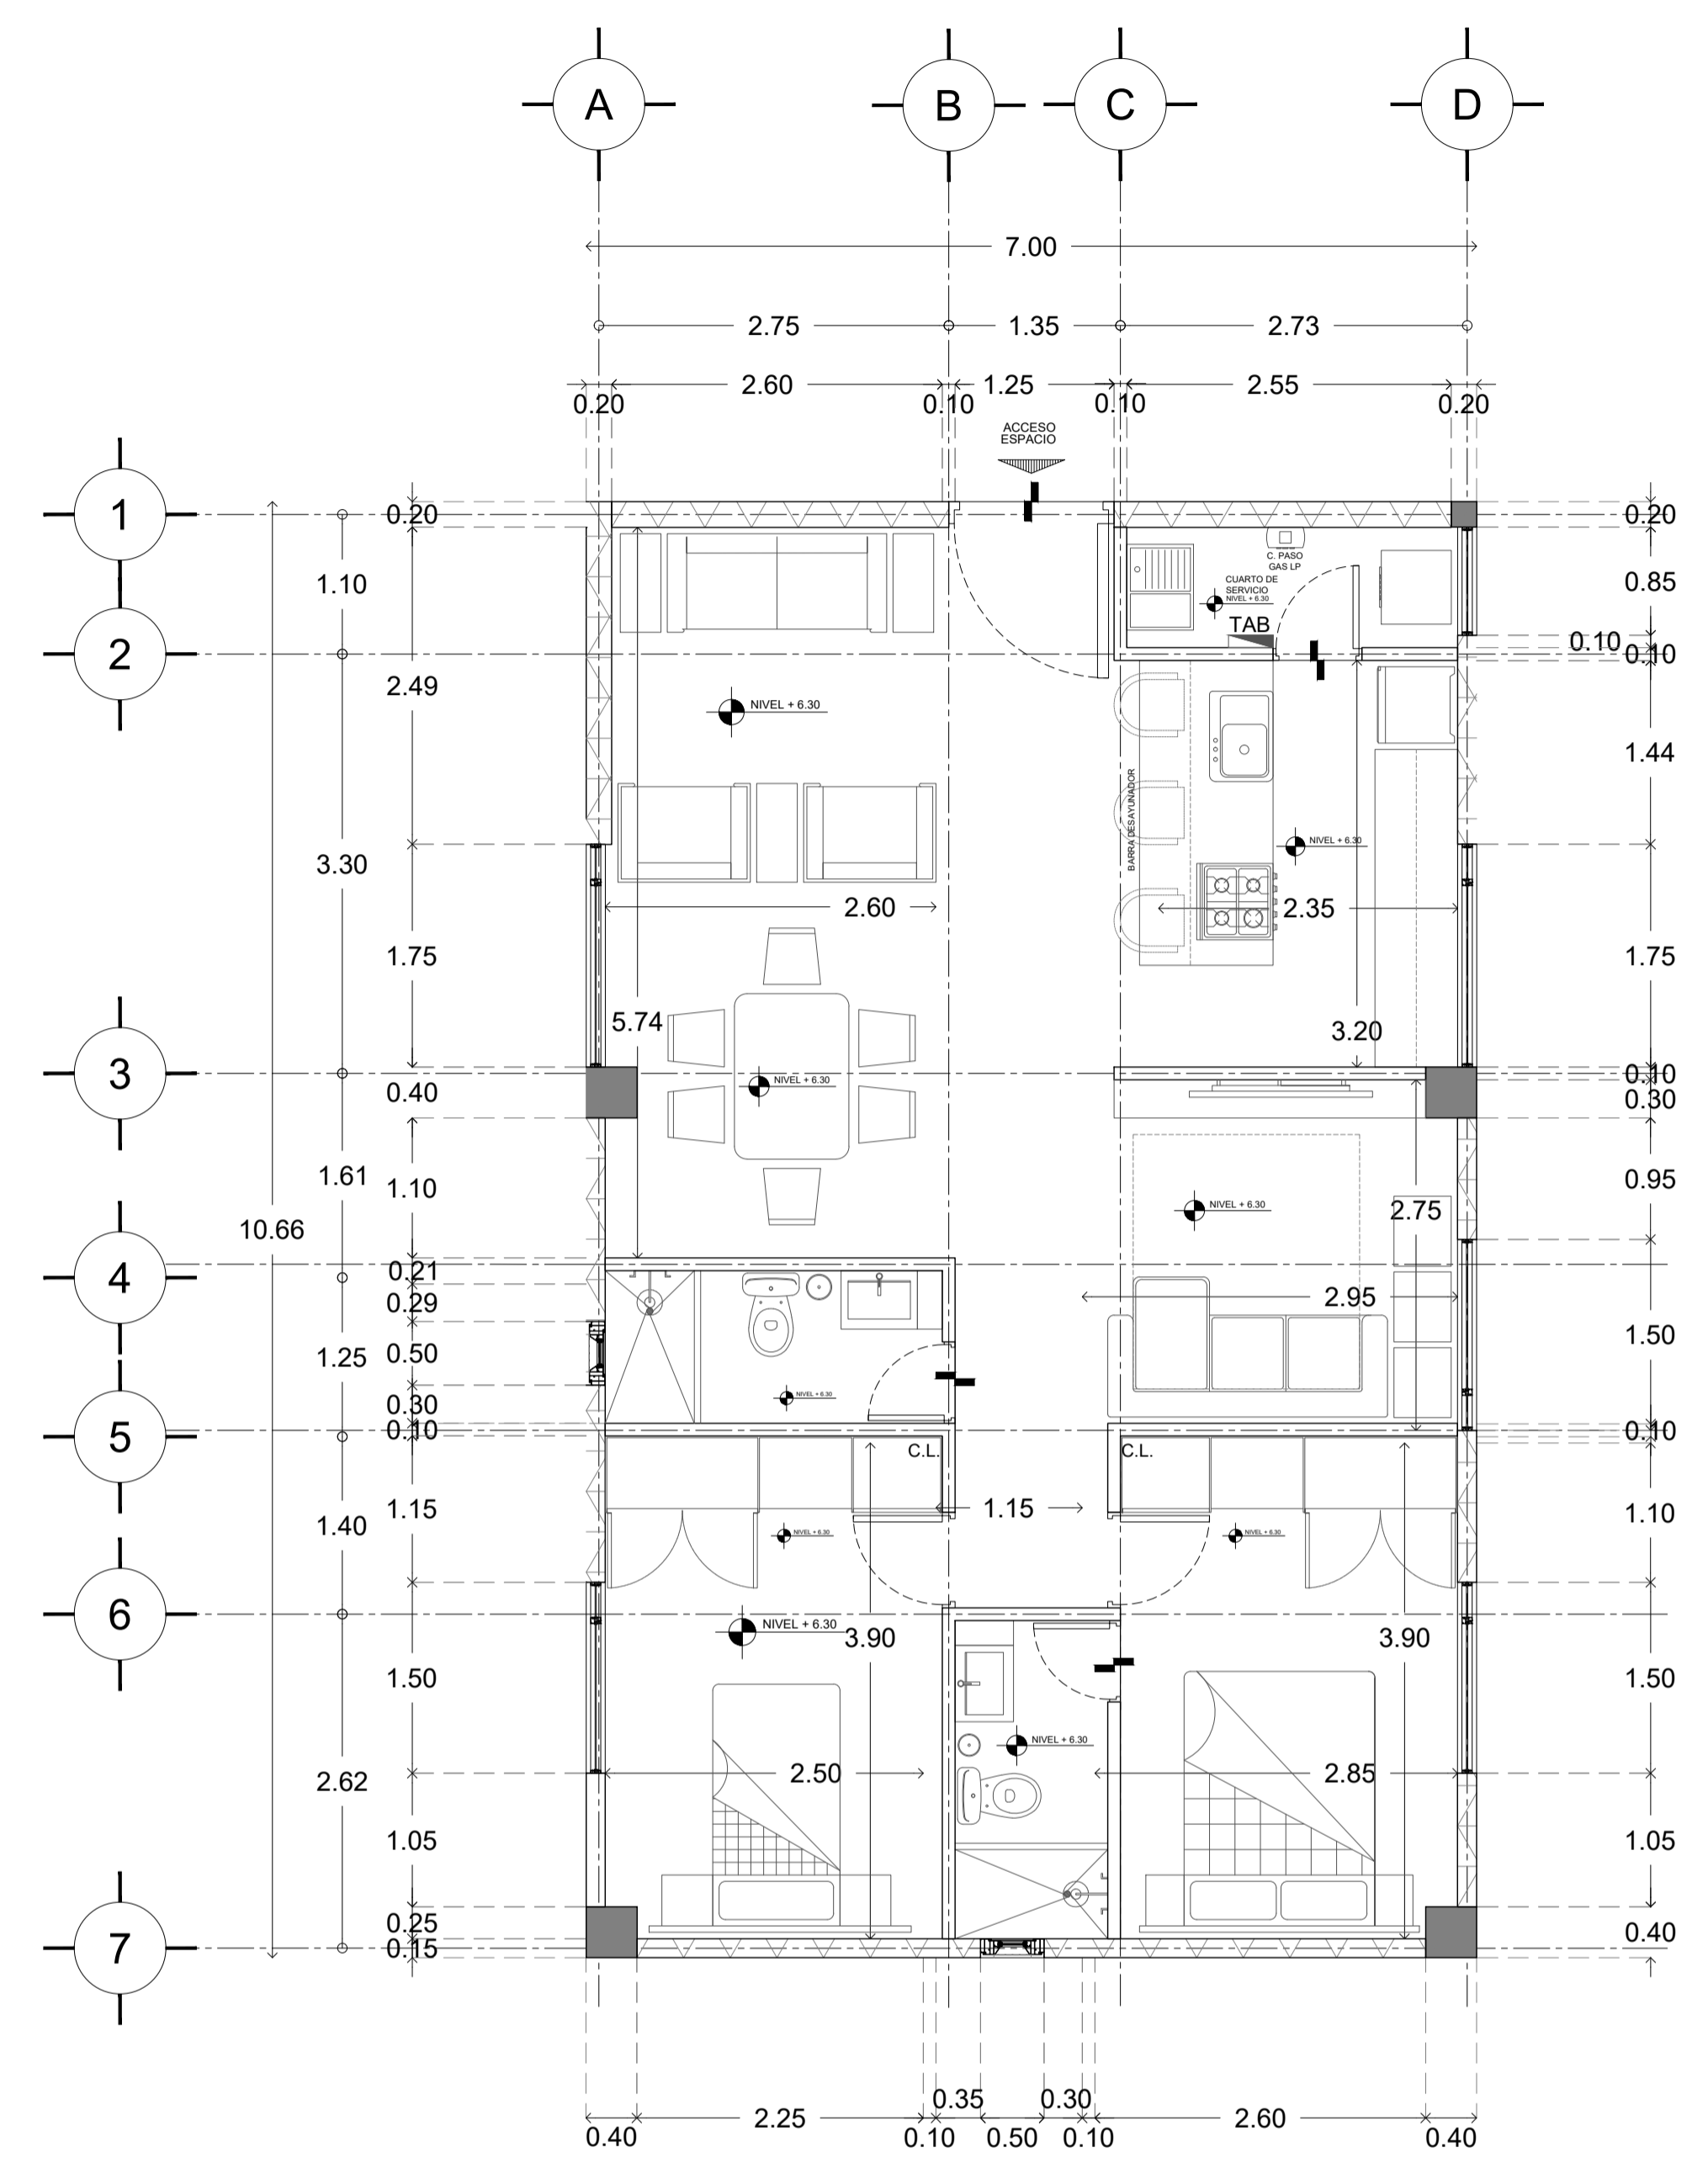 A B C D
7.00
2.75 1.35 2.73
2.60 1.25 2.55
0.20 0.10 0.10 0.20
ACCESO
ESPACIO
1 0.20 0.20
C. PASO
GAS LP
1.10 CUARTO DE 0.85
SERVICIO
NIVEL + 6.30
TAB
2 0.10 0.10
2.49
NIVEL + 6.30
1.44
BARRA DESAYUNADOR
NIVEL + 6.30
3.30
2.60 2.35
1.75 1.75
5.74 3.20
3 0.10
NIVEL + 6.30
0.40 0.30
1.61 1.10 0.95
NIVEL + 6.30 2.75
10.66
4 0.21
0.29 2.95
1.25 0.50 1.50
NIVEL + 6.30
0.30
5 0.10 0.10
C.L. C.L.
1.40 1.15 1.15 1.10
NIVEL + 6.30 NIVEL + 6.30
6
NIVEL + 6.30 3.90 3.90
1.50 1.50
NIVEL + 6.30
2.62 2.50 2.85
1.05 1.05
0.25 0.40
7 0.15
0.35 0.30
2.25 2.60
0.40 0.10 0.50 0.10 0.40